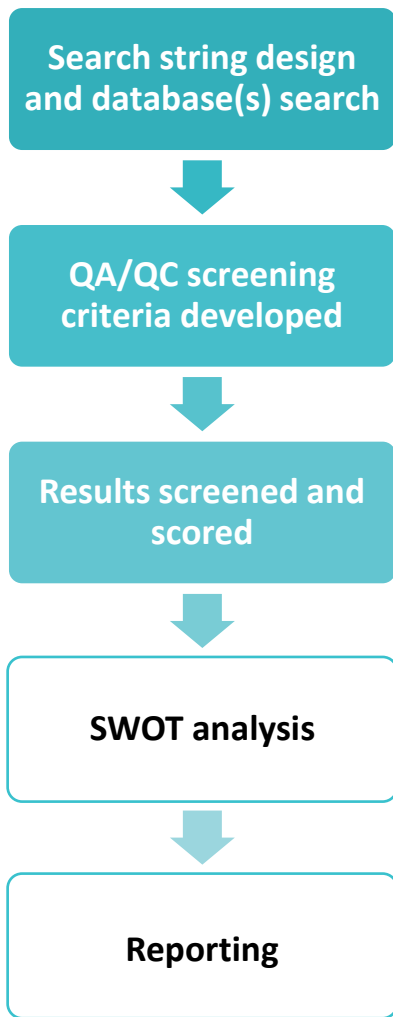 Search string design
and database(s) search
QA/QC screening
criteria developed
Results screened and
scored
SWOT analysis
Reporting